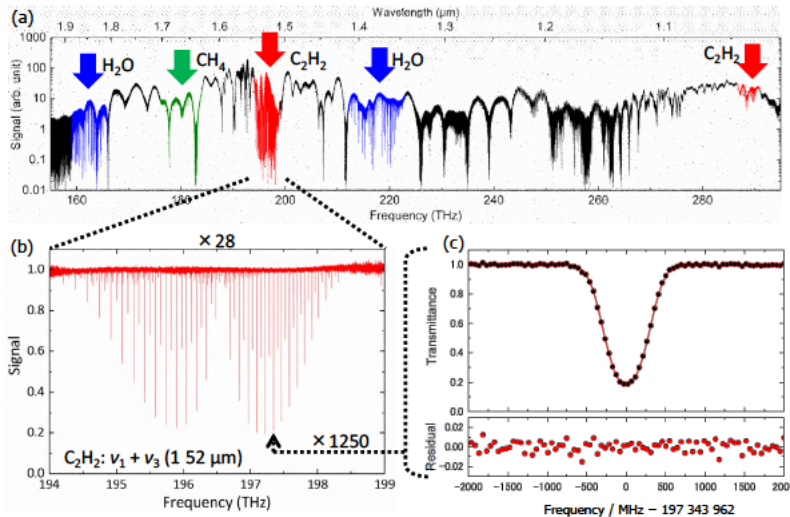 Wavelength (μm)
1.9 1.8 1.7 1.6 1.5 1.4 1.3 1.2 1.1
(a)
H2O CH4 C2H2 H2O C2H2
Signal (arb. unit)
1000
100
10
1
0.1
0.01
160 180 200 220 240 260 280
Frequency (THz)
(b)
×28
Signal
1.0
0.8
0.6
0.4
0.2
0.0
×1250
C2H2: ν1 + ν3 (1 52 μm)
194 195 196 197 198 199
Frequency (THz)
(c)
Transmittance
1.0
0.8
0.6
0.4
0.2
0.0
Residual
0.02
0.00
−0.02
-2000 -1500 -1000 -500 0 500 1000 1500 200
Frequency / MHz − 197 343 962